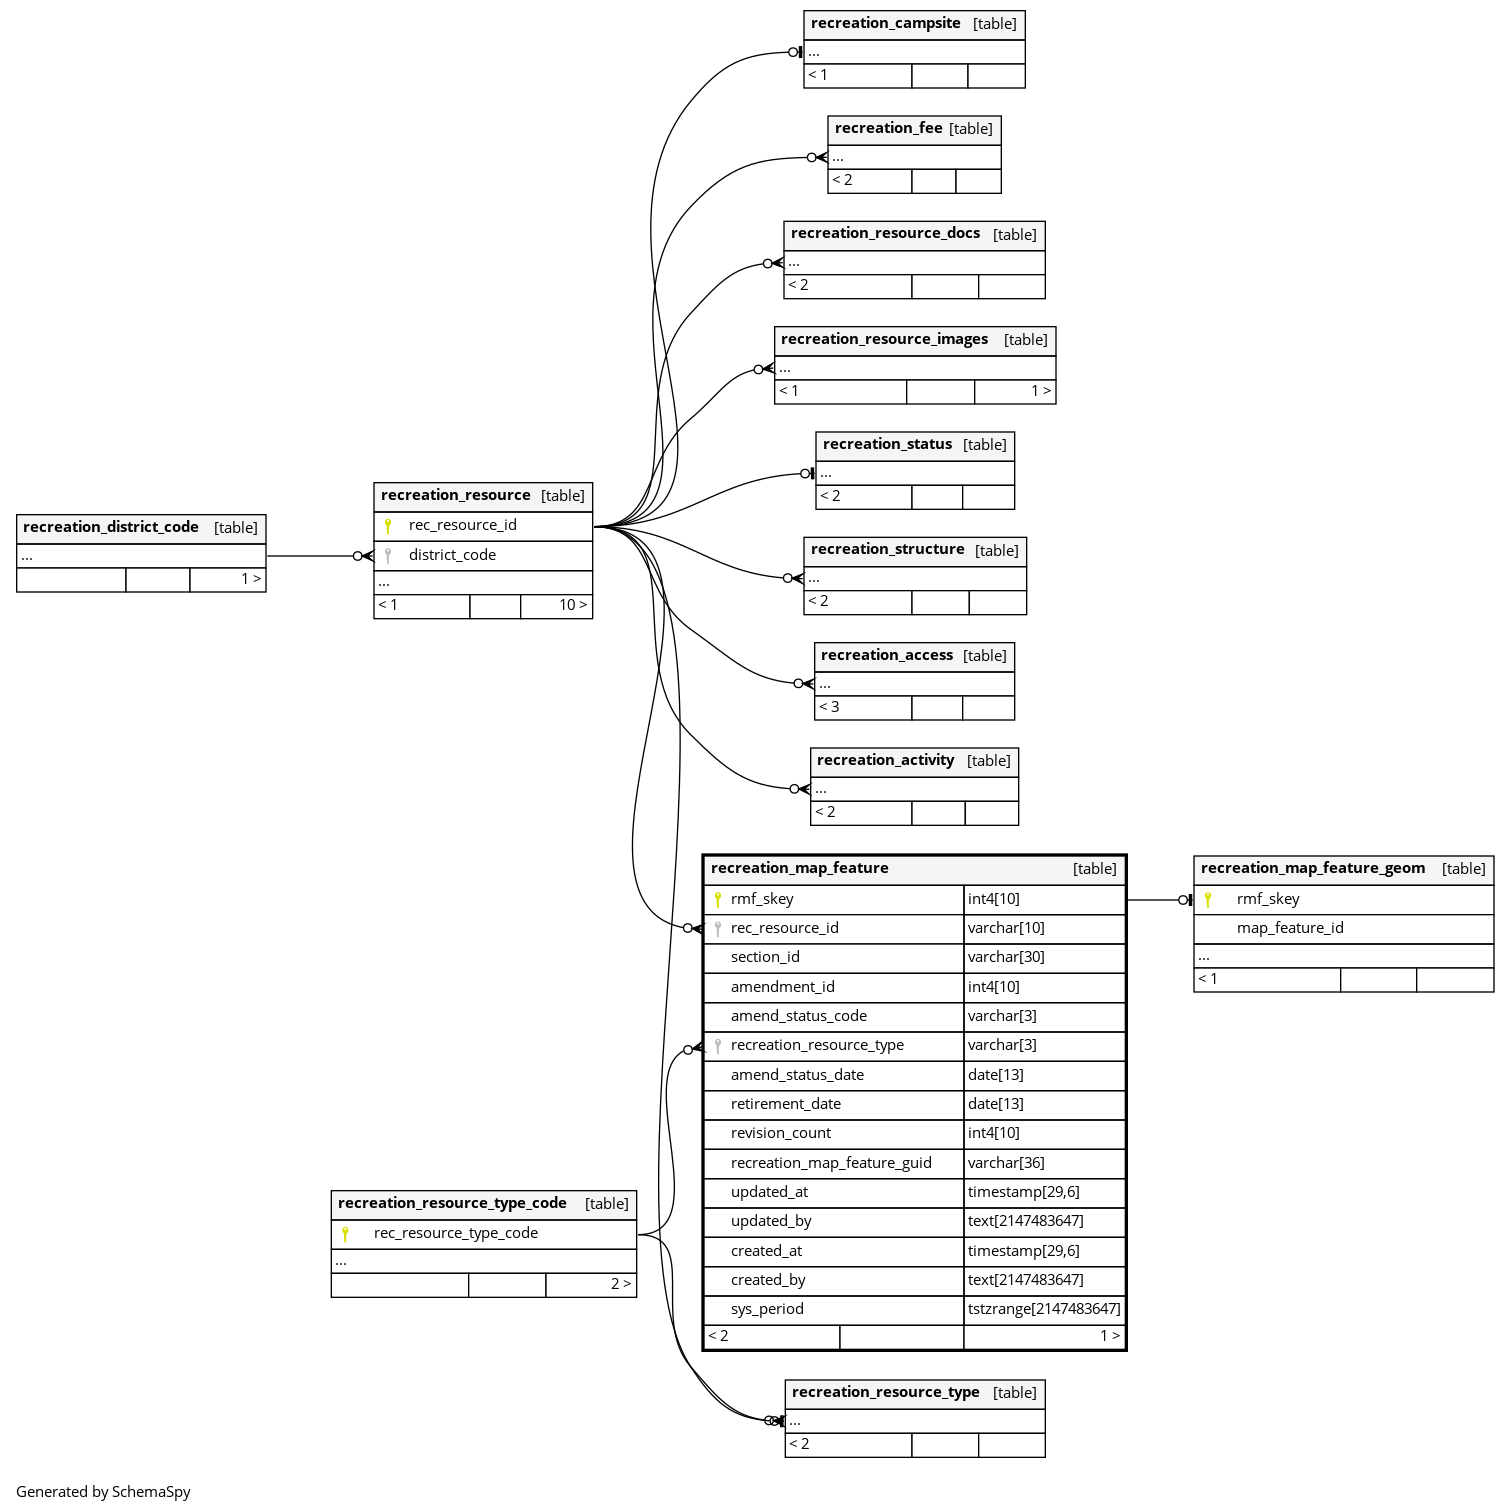 recreation_campsite [table]
...
< 1
recreation_fee [table]
...
< 2
recreation_resource_docs [table]
...
< 2
recreation_resource_images [table]
...
< 1 1 >
recreation_status [table]
...
< 2
recreation_district_code [table]
...
1 >
recreation_resource [table]
rec_resource_id
district_code
...
< 1 10 >
recreation_structure [table]
...
< 2
recreation_access [table]
...
< 3
recreation_activity [table]
...
< 2
recreation_map_feature [table]
rmf_skey int4[10]
rec_resource_id varchar[10]
section_id varchar[30]
amendment_id int4[10]
amend_status_code varchar[3]
recreation_resource_type varchar[3]
amend_status_date date[13]
retirement_date date[13]
revision_count int4[10]
recreation_map_feature_guid varchar[36]
updated_at timestamp[29,6]
updated_by text[2147483647]
created_at timestamp[29,6]
created_by text[2147483647]
sys_period tstzrange[2147483647]
< 2 1 >
recreation_map_feature_geom [table]
rmf_skey
map_feature_id
...
< 1
recreation_resource_type_code [table]
rec_resource_type_code
...
2 >
recreation_resource_type [table]
...
< 2
Generated by SchemaSpy